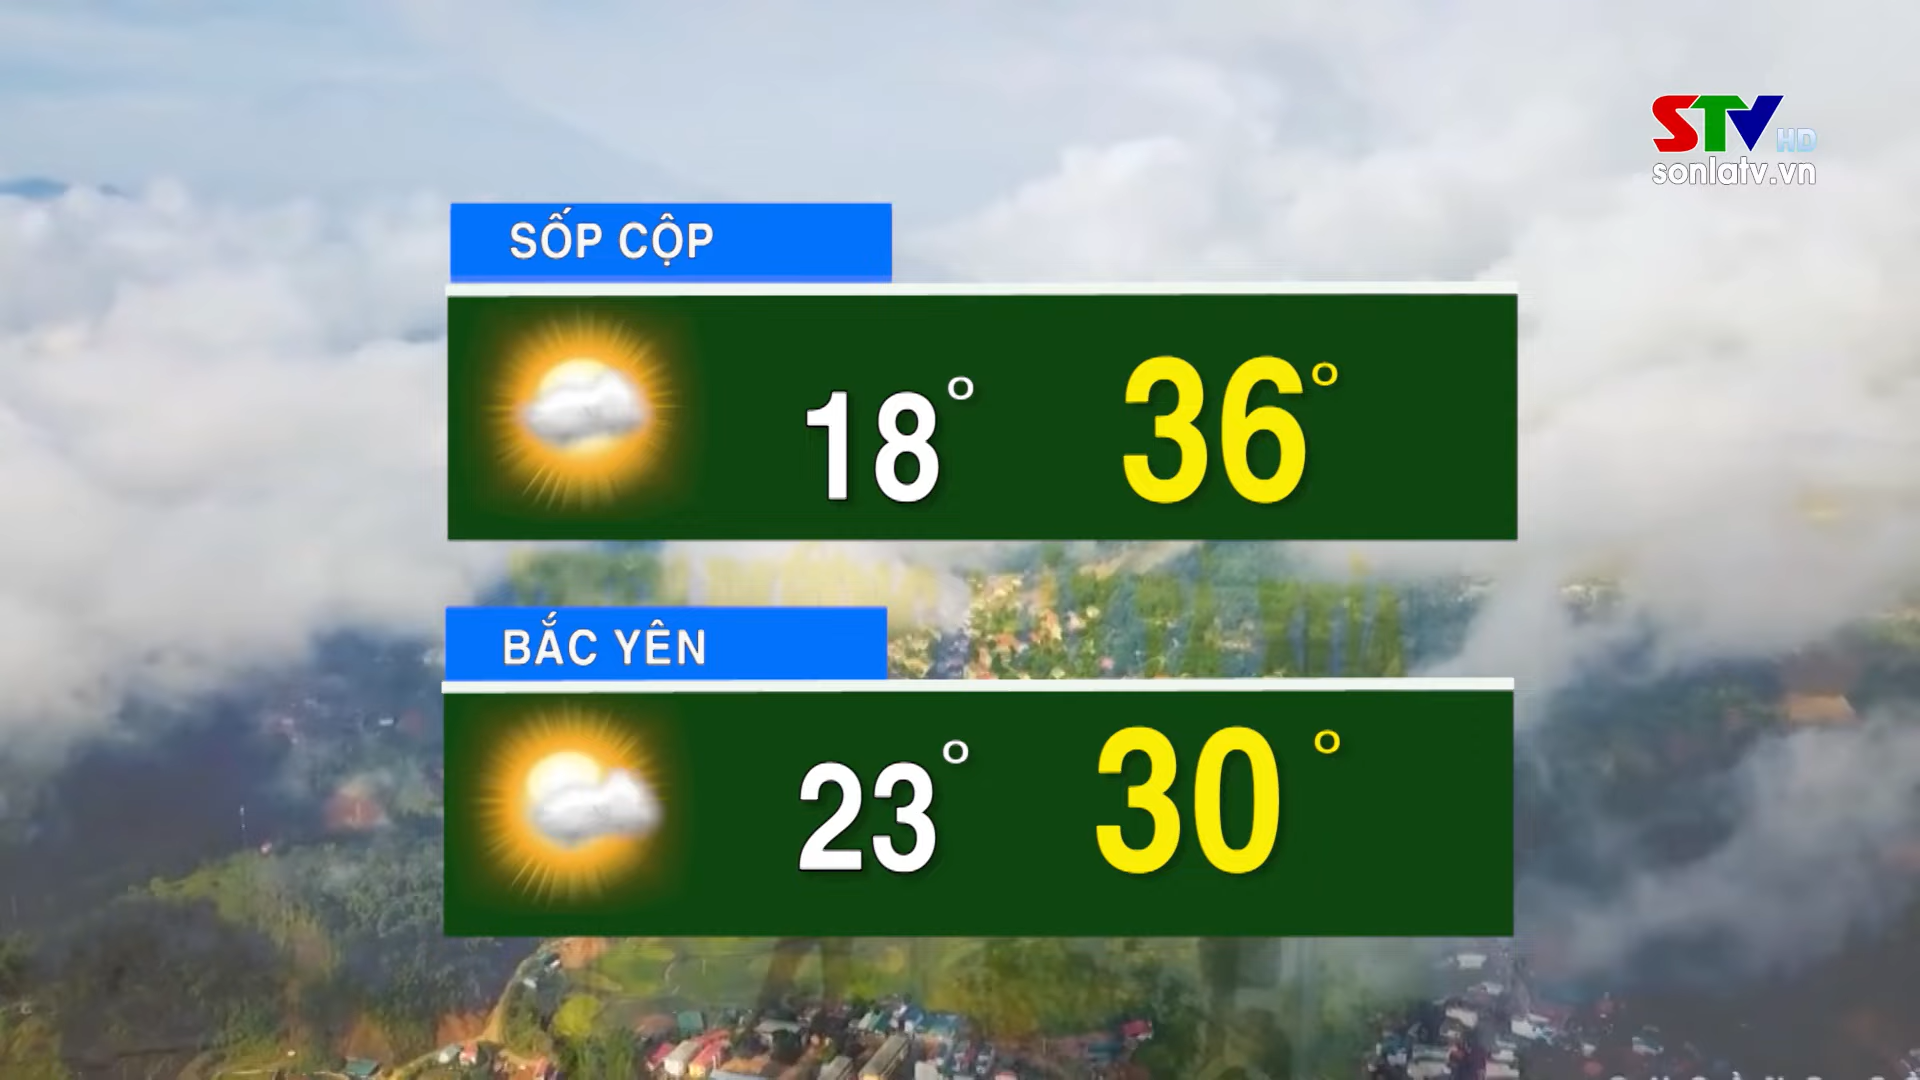 STV HD
sonlatv.vn
SỐP CỘP
18° 36°
BẮC YÊN
23° 30°